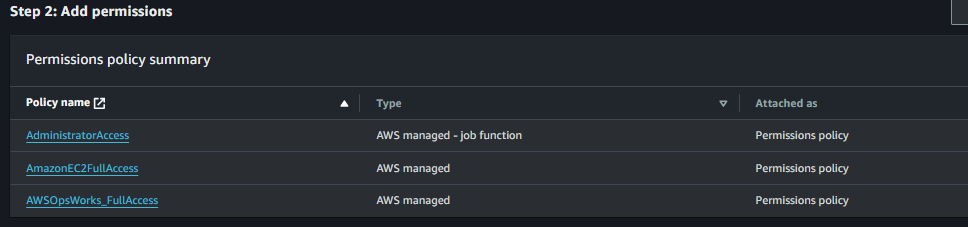 Step 2: Add permissions
Permissions policy summary
Policy name Type Attached as
AdministratorAccess AWS managed - job function Permissions policy
AmazonEC2FullAccess AWS managed Permissions policy
AWSOpsWorks_FullAccess AWS managed Permissions policy